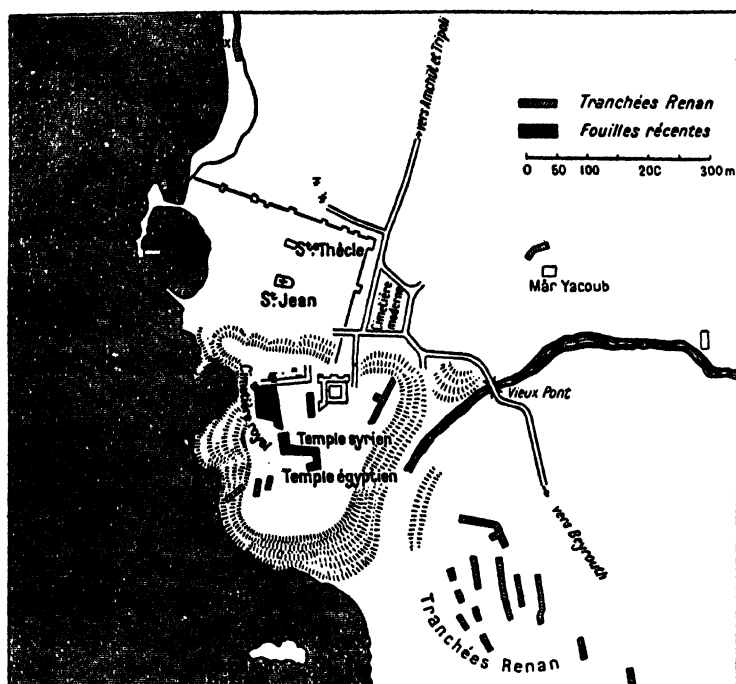 vers Amchit et Tripoli
Tranchées Renan
Fouilles récentes
0 50 100 200 300 m
Ste Thècle
St Jean
Cimetière moderne
Mâr Yacoub
Vieux Pont
Temple syrien
Temple égyptien
vers Beyrouth
Tranchées Renan